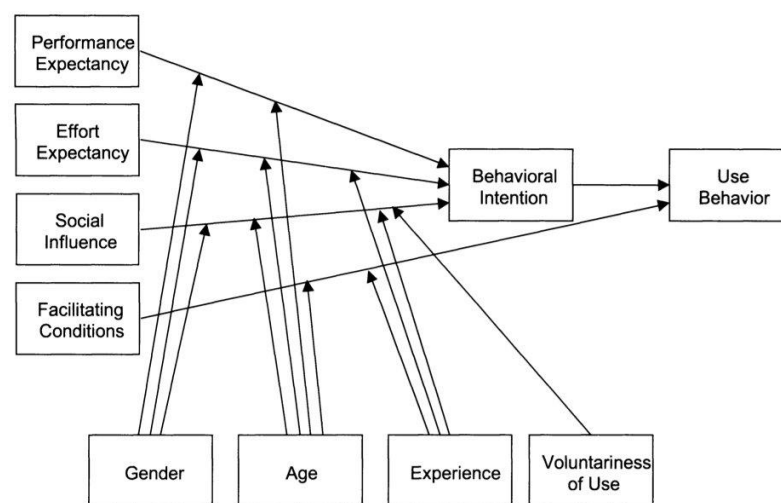 Performance
Expectancy
Effort
Expectancy
Social
Influence
Facilitating
Conditions
Behavioral
Intention
Use
Behavior
Gender
Age
Experience
Voluntariness
of Use